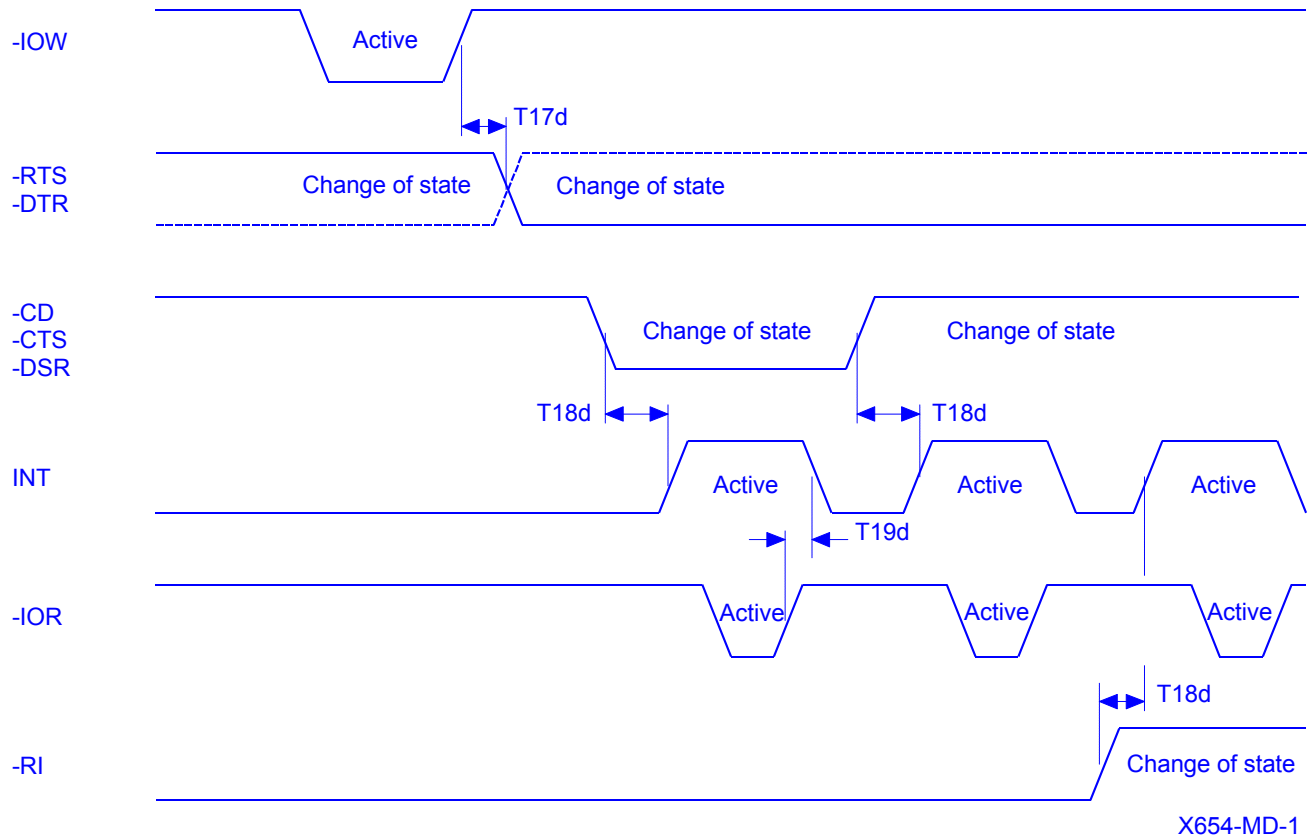 -IOW
Active
T17d
-RTS
-DTR
Change of state
Change of state
-CD
-CTS
-DSR
Change of state
Change of state
T18d
T18d
INT
Active
Active
Active
T19d
-IOR
Active
Active
Active
T18d
-RI
Change of state
X654-MD-1